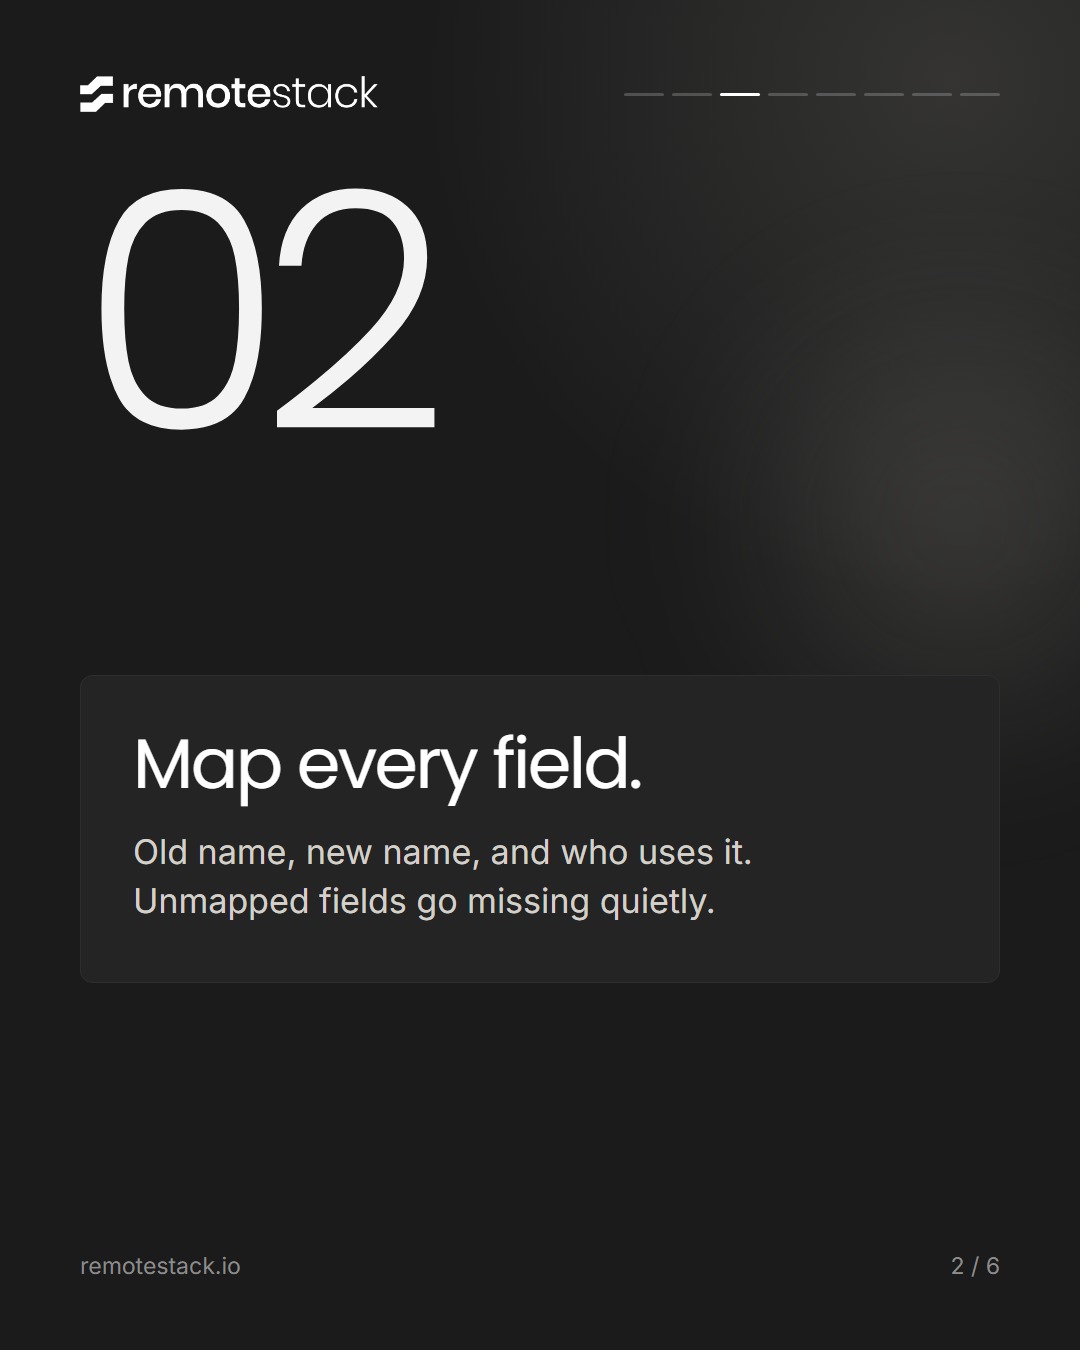 remotestack
02
Map every field.
Old name, new name, and who uses it.
Unmapped fields go missing quietly.
remotestack.io
2 / 6